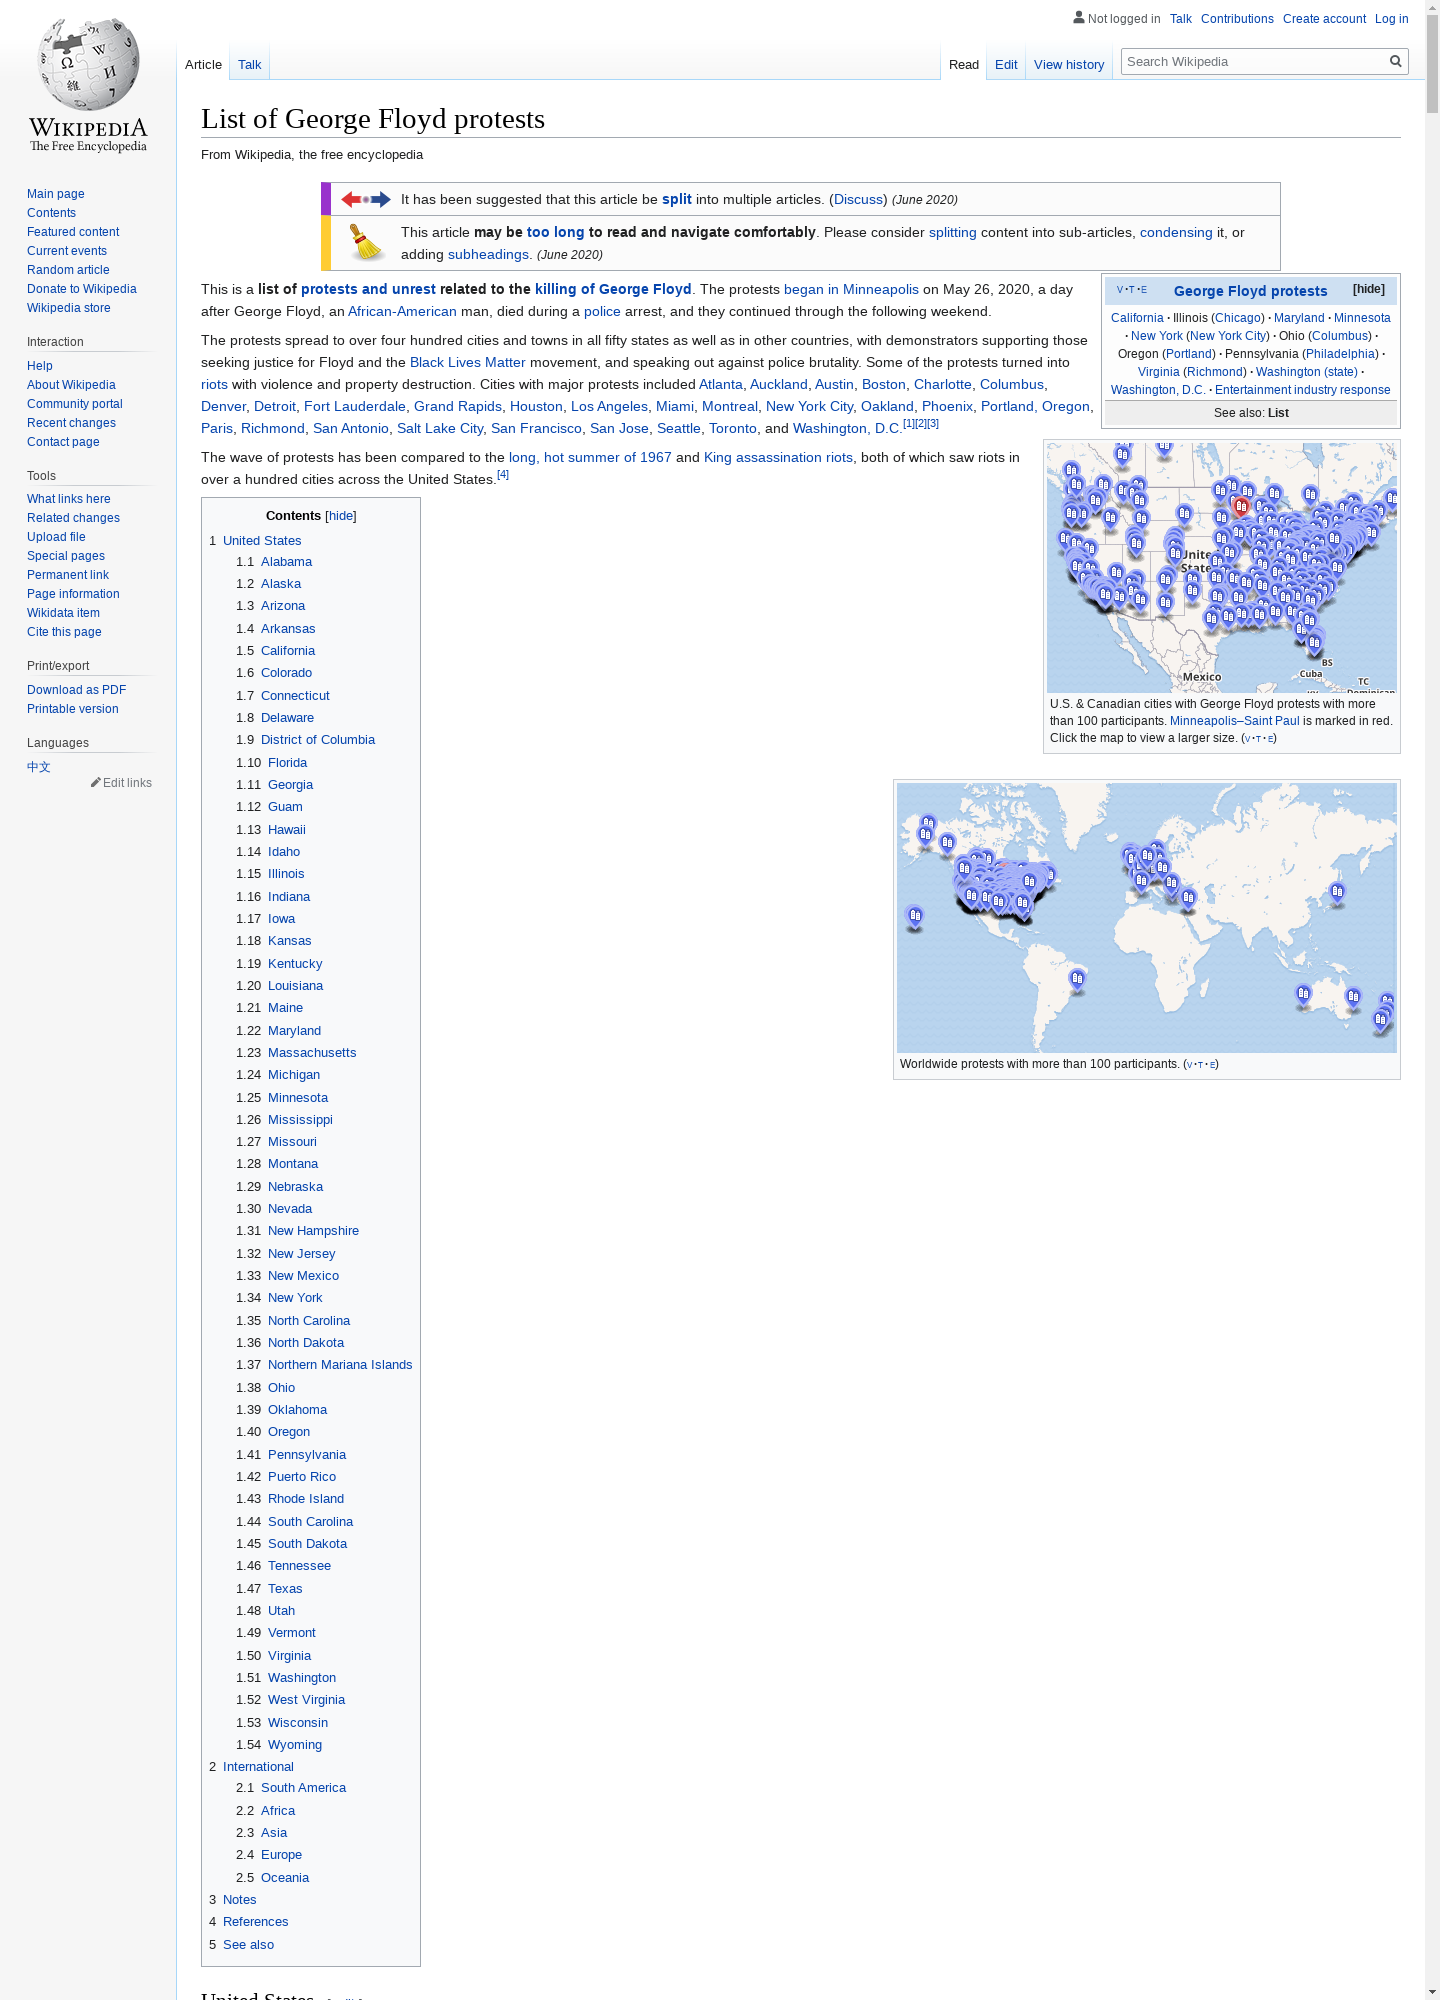 Not logged in Talk Contributions Create account Log in
Article Talk Read Edit View history Search Wikipedia
WIKIPEDIA
The Free Encyclopedia
Main page
Contents
Featured content
Current events
Random article
Donate to Wikipedia
Wikipedia store
Interaction
Help
About Wikipedia
Community portal
Recent changes
Contact page
Tools
What links here
Related changes
Upload file
Special pages
Permanent link
Page information
Wikidata item
Cite this page
Print/export
Download as PDF
Printable version
Languages
中文
Edit links
List of George Floyd protests
From Wikipedia, the free encyclopedia
It has been suggested that this article be split into multiple articles. (Discuss) (June 2020)
This article may be too long to read and navigate comfortably. Please consider splitting content into sub-articles, condensing it, or
adding subheadings. (June 2020)
This is a list of protests and unrest related to the killing of George Floyd. The protests began in Minneapolis on May 26, 2020, a day
after George Floyd, an African-American man, died during a police arrest, and they continued through the following weekend.
The protests spread to over four hundred cities and towns in all fifty states as well as in other countries, with demonstrators supporting those
seeking justice for Floyd and the Black Lives Matter movement, and speaking out against police brutality. Some of the protests turned into
riots with violence and property destruction. Cities with major protests included Atlanta, Auckland, Austin, Boston, Charlotte, Columbus,
Denver, Detroit, Fort Lauderdale, Grand Rapids, Houston, Los Angeles, Miami, Montreal, New York City, Oakland, Phoenix, Portland, Oregon,
Paris, Richmond, San Antonio, Salt Lake City, San Francisco, San Jose, Seattle, Toronto, and Washington, D.C.[1][2][3]
The wave of protests has been compared to the long, hot summer of 1967 and King assassination riots, both of which saw riots in
over a hundred cities across the United States.[4]
V · T · E George Floyd protests [hide]
California · Illinois (Chicago) · Maryland · Minnesota
· New York (New York City) · Ohio (Columbus) ·
Oregon (Portland) · Pennsylvania (Philadelphia) ·
Virginia (Richmond) · Washington (state) ·
Washington, D.C. · Entertainment industry response
See also: List
United
States
Mexico
BS
Cuba
TC
Dominican
U.S. & Canadian cities with George Floyd protests with more
than 100 participants. Minneapolis–Saint Paul is marked in red.
Click the map to view a larger size. (V · T · E)
Worldwide protests with more than 100 participants. (V · T · E)
Contents [hide]
1 United States
1.1 Alabama
1.2 Alaska
1.3 Arizona
1.4 Arkansas
1.5 California
1.6 Colorado
1.7 Connecticut
1.8 Delaware
1.9 District of Columbia
1.10 Florida
1.11 Georgia
1.12 Guam
1.13 Hawaii
1.14 Idaho
1.15 Illinois
1.16 Indiana
1.17 Iowa
1.18 Kansas
1.19 Kentucky
1.20 Louisiana
1.21 Maine
1.22 Maryland
1.23 Massachusetts
1.24 Michigan
1.25 Minnesota
1.26 Mississippi
1.27 Missouri
1.28 Montana
1.29 Nebraska
1.30 Nevada
1.31 New Hampshire
1.32 New Jersey
1.33 New Mexico
1.34 New York
1.35 North Carolina
1.36 North Dakota
1.37 Northern Mariana Islands
1.38 Ohio
1.39 Oklahoma
1.40 Oregon
1.41 Pennsylvania
1.42 Puerto Rico
1.43 Rhode Island
1.44 South Carolina
1.45 South Dakota
1.46 Tennessee
1.47 Texas
1.48 Utah
1.49 Vermont
1.50 Virginia
1.51 Washington
1.52 West Virginia
1.53 Wisconsin
1.54 Wyoming
2 International
2.1 South America
2.2 Africa
2.3 Asia
2.4 Europe
2.5 Oceania
3 Notes
4 References
5 See also
United States